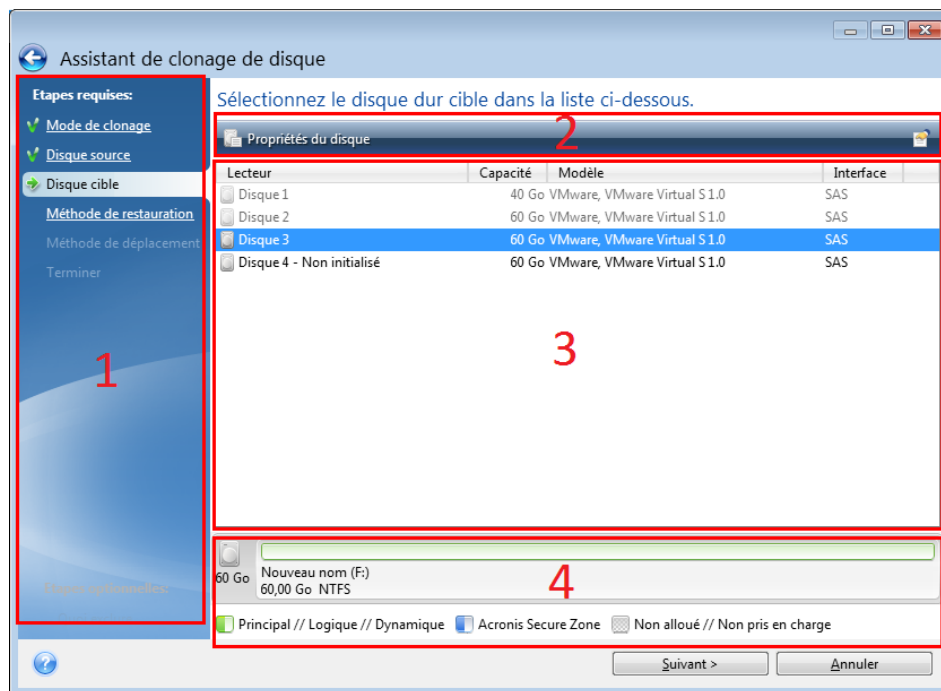 Assistant de clonage de disque
Etapes requises:
Mode de clonage
Disque source
Disque cible
Méthode de restauration
Méthode de déplacement
Terminer
1
Sélectionnez le disque dur cible dans la liste ci-dessous.
Propriétés du disque
2
Lecteur Capacité Modèle Interface
Disque 1 40 Go VMware, VMware Virtual S 1.0 SAS
Disque 2 60 Go VMware, VMware Virtual S 1.0 SAS
Disque 3 60 Go VMware, VMware Virtual S 1.0 SAS
Disque 4 - Non initialisé 60 Go VMware, VMware Virtual S 1.0 SAS
3
60 Go
Nouveau nom (F:)
60,00 Go NTFS
4
Principal // Logique // Dynamique Acronis Secure Zone Non alloué // Non pris en charge
Suivant > Annuler